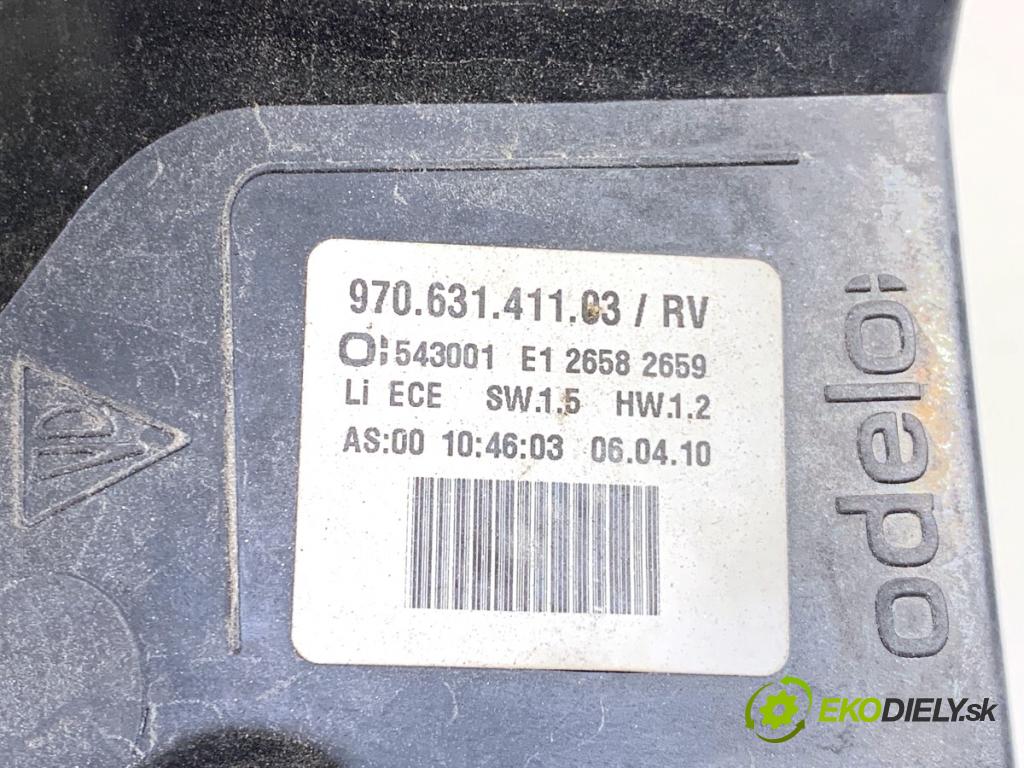 970.631.411.03 / RV
543001 E1 2658 2659
Li ECE SW.1.5 HW.1.2
AS:00 10:46:03 06.04.10
odelo
EKODIELY.sk